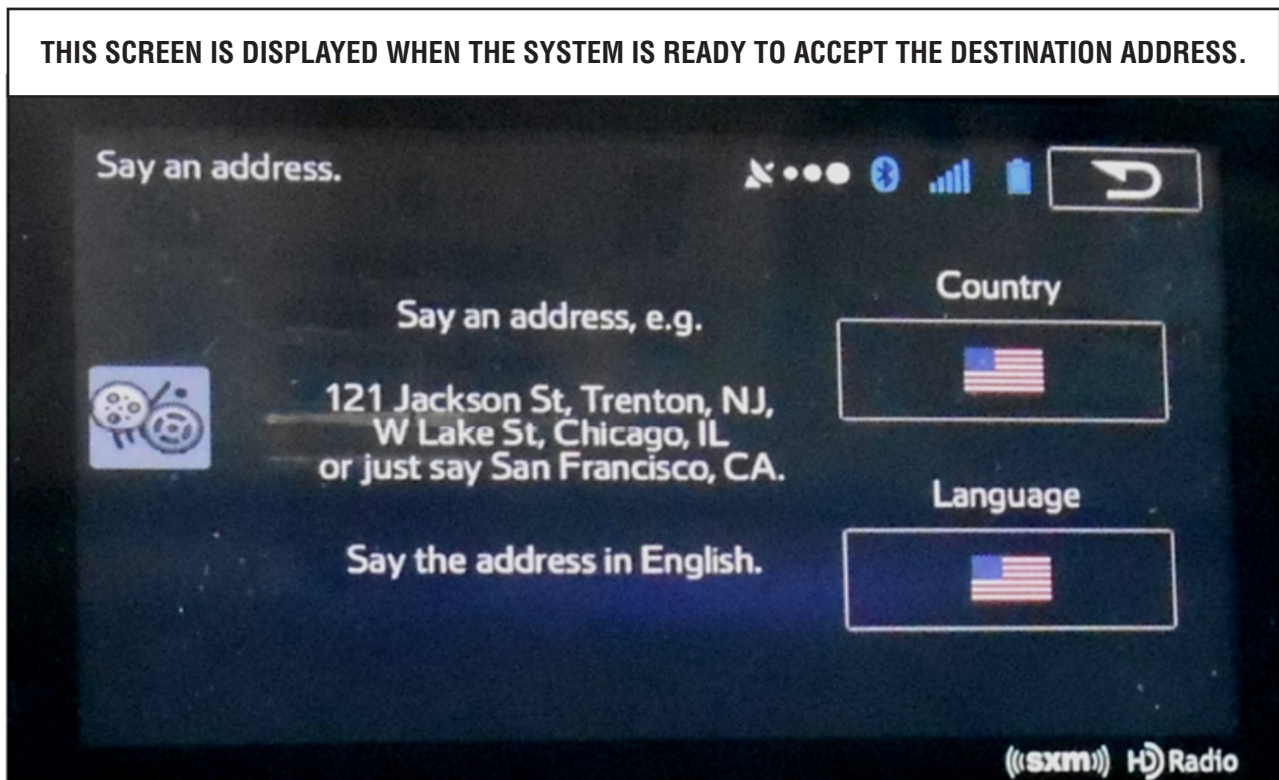 THIS SCREEN IS DISPLAYED WHEN THE SYSTEM IS READY TO ACCEPT THE DESTINATION ADDRESS.
Say an address.
Country
Say an address, e.g.
121 Jackson St, Trenton, NJ,
W Lake St, Chicago, IL
or just say San Francisco, CA.
Language
Say the address in English.
((sxm)) HD Radio